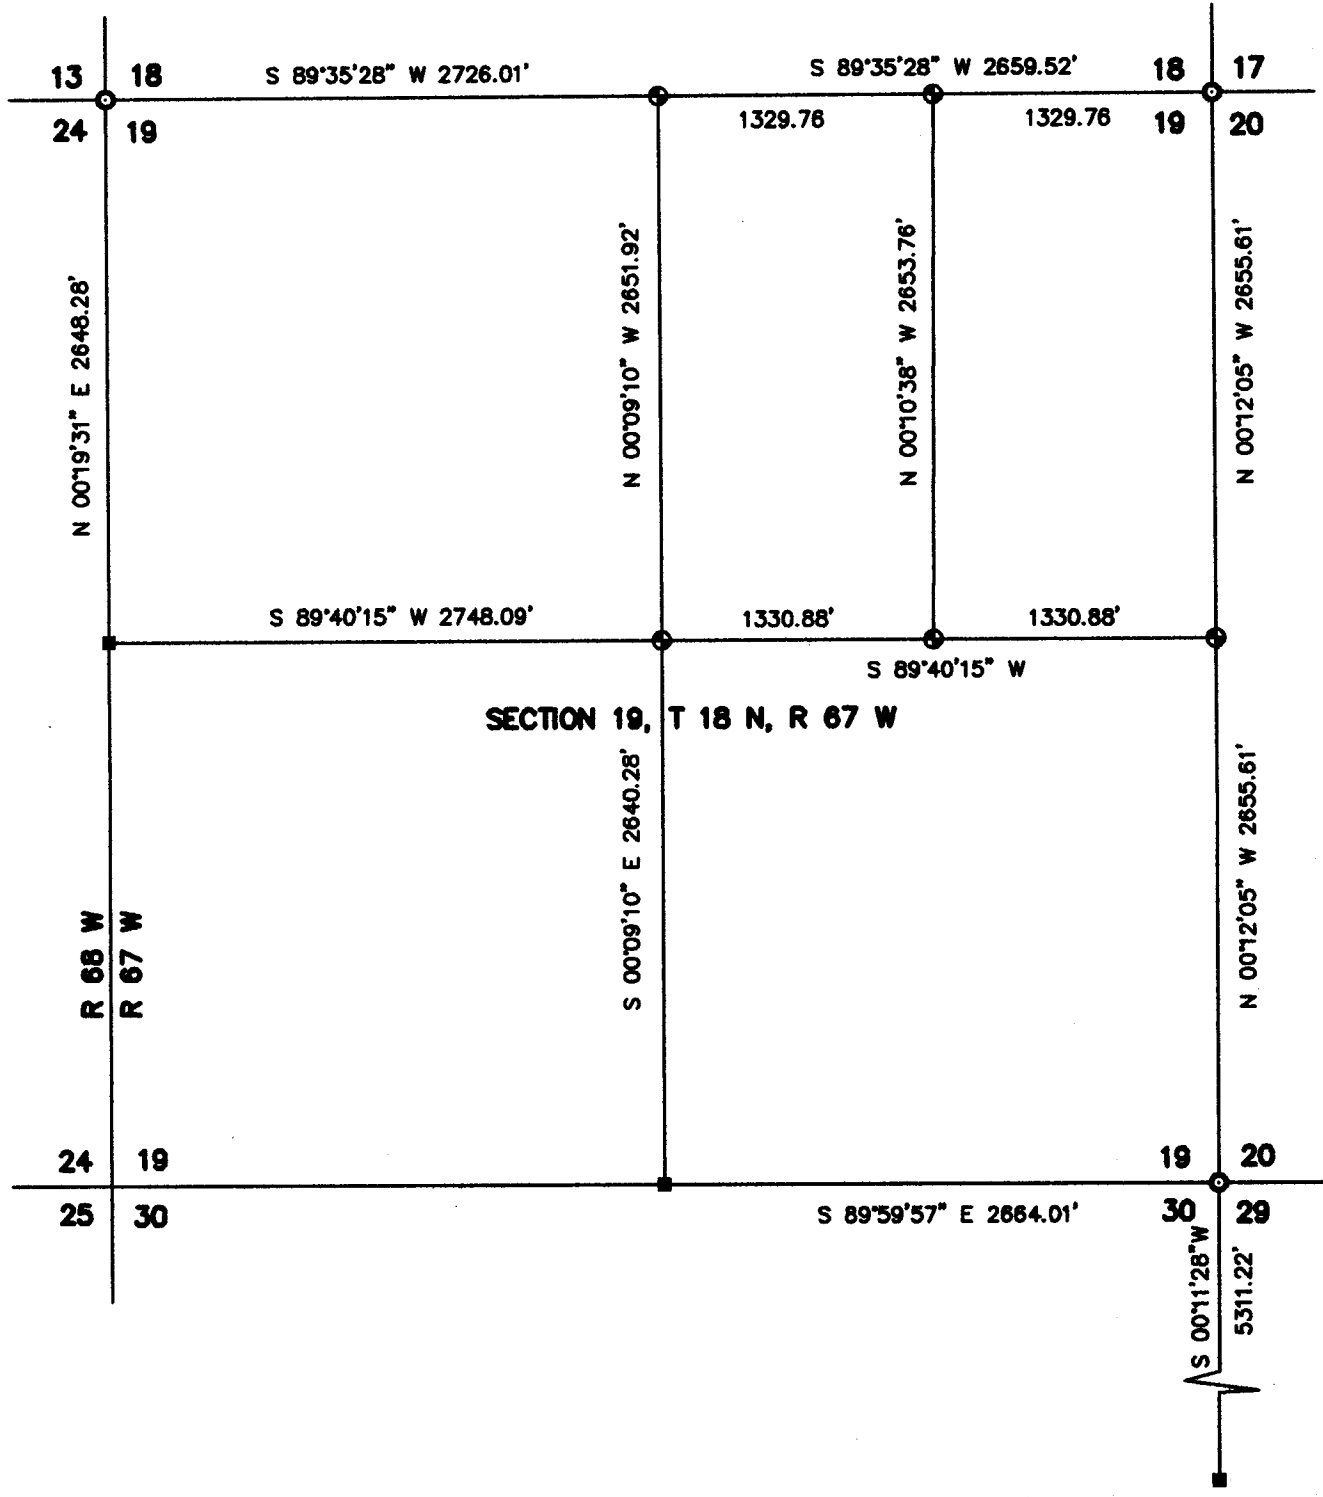 13 18
S 89°35'28" W 2726.01'
S 89°35'28" W 2659.52'
18 17
24 19
1329.76
1329.76
19 20
N 00°19'31" E 2648.28'
N 00°09'10" W 2651.92'
N 00°10'38" W 2653.76'
N 00°12'05" W 2655.61'
S 89°40'15" W 2748.09'
1330.88'
1330.88'
S 89°40'15" W
SECTION 19, T 18 N, R 67 W
S 00°09'10" E 2640.28'
N 00°12'05" W 2655.61'
R 68 W
R 67 W
24 19
19 20
25 30
S 89°59'57" E 2664.01'
30 29
S 00°11'28"W
5311.22'